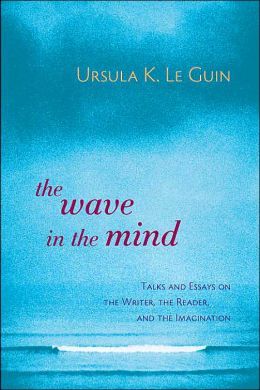 Ursula K. Le Guin
the
wave
in the mind
Talks and Essays on
the Writer, the Reader,
and the Imagination